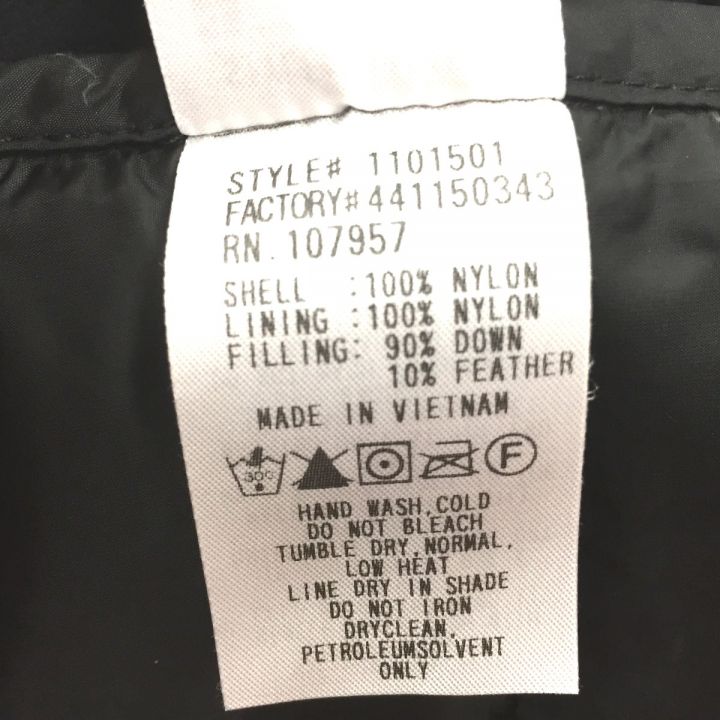 STYLE# 1101501
FACTORY#441150343
RN. 107957
SHELL :100% NYLON
LINING :100% NYLON
FILLING: 90% DOWN
10% FEATHER
MADE IN VIETNAM
30C F
HAND WASH,COLD
DO NOT BLEACH
TUMBLE DRY,NORMAL,
LOW HEAT
LINE DRY IN SHADE
DO NOT IRON
DRYCLEAN,
PETROLEUMSOLVENT
ONLY